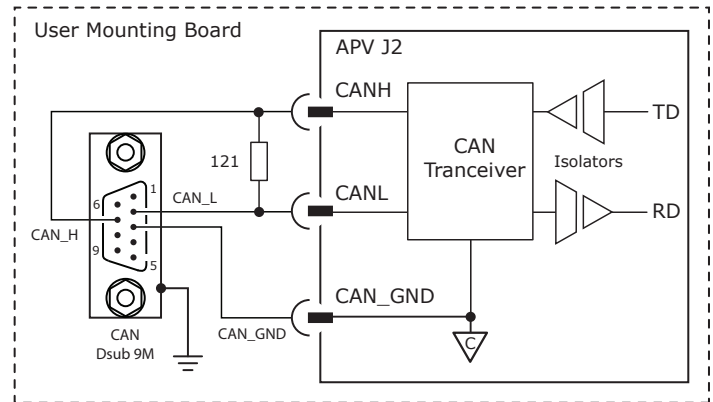 User Mounting Board
APV J2
CANH
TD
CAN
Tranceiver
Isolators
121
1
6
CAN_L
CANL
RD
CAN_H
9
5
CAN_GND
CAN_GND
CAN
Dsub 9M
C